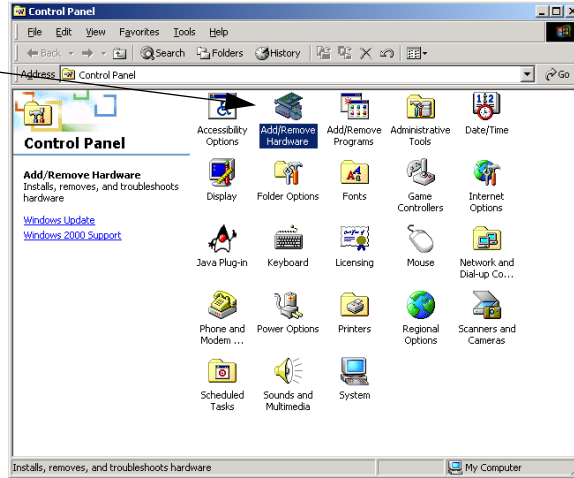 Control Panel
File Edit View Favorites Tools Help
Back Search Folders History
Address Control Panel Go
Control Panel
Add/Remove Hardware
Installs, removes, and troubleshoots
hardware
Windows Update
Windows 2000 Support
Accessibility
Options
Add/Remove
Hardware
Add/Remove
Programs
Administrative
Tools
Date/Time
Display
Folder Options
Fonts
Game
Controllers
Internet
Options
Java Plug-in
Keyboard
Licensing
Mouse
Network and
Dial-up Co...
Phone and
Modem ...
Power Options
Printers
Regional
Options
Scanners and
Cameras
Scheduled
Tasks
Sounds and
Multimedia
System
Installs, removes, and troubleshoots hardware
My Computer